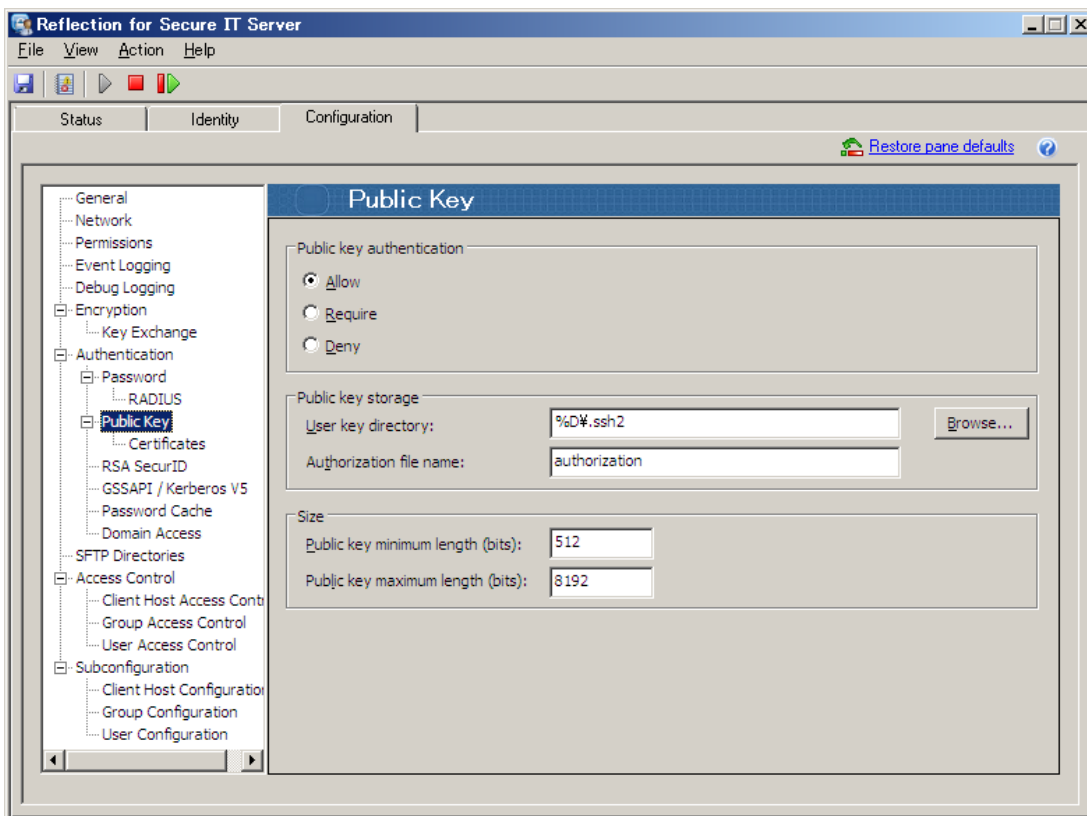 Reflection for Secure IT Server
File View Action Help
Status Identity Configuration
Restore pane defaults
General
Network
Permissions
Event Logging
Debug Logging
Encryption
Key Exchange
Authentication
Password
RADIUS
Public Key
Certificates
RSA SecurID
GSSAPI / Kerberos V5
Password Cache
Domain Access
SFTP Directories
Access Control
Client Host Access Contr
Group Access Control
User Access Control
Subconfiguration
Client Host Configuration
Group Configuration
User Configuration
Public Key
Public key authentication
Allow
Require
Deny
Public key storage
User key directory: %D¥.ssh2 Browse...
Authorization file name: authorization
Size
Public key minimum length (bits): 512
Public key maximum length (bits): 8192